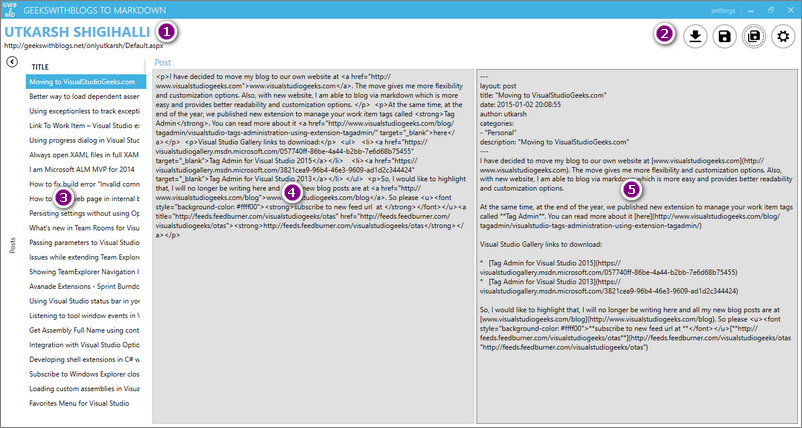 GWB
2
MD
GEEKSWITHBLOGS TO MARKDOWN
settings
UTKARSH SHIGIHALLI
1
2
http://geekswithblogs.net/onlyutkarsh/Default.aspx
Post
TITLE
Moving to VisualStudioGeeks.com
Better way to load dependent assem
Using exceptionless to track excepti
Link To Work Item – Visual Studio ex
Using progress dialog in Visual Studi
Always open XAML files in full XAM
I am Microsoft ALM MVP for 2014
How to fix build error "Invalid comm
How to
eb page in internal b
3
Persisting settings without using Op
What's new in Team Rooms for Visu
Passing parameters to Visual Studio
Issues while extending Team Explore
Showing TeamExplorer Navigation I
Avanade Extensions - Sprint Burndo
Using Visual Studio status bar in you
Listening to tool window events in V
Get Assembly Full Name using conte
Integration with Visual Studio Optio
Developing shell extensions in C# w
Subscribe to Windows Explorer close
Loading custom assemblies in Visual
Favorites Menu for Visual Studio
Posts
<p>I have decided to move my blog to our own website at <a href="http://
www.visualstudiogeeks.com">www.visualstudiogeeks.com</a>. The move gives me more flexibility
and customization options. Also, with new website, I am able to blog via markdown which is more
easy and provides better readability and customization options. </p>   <p>At the same time, at the
end of the year, we published new extension to manage your work item tags called <strong>Tag
Admin</strong>. You can read more about it <a href="http://www.visualstudiogeeks.com/blog/
tagadmin/visualstudio-tags-administration-using-extension-tagadmin/" target="_blank">here</
a></p>  <p>Visual Studio Gallery links to download:</p>  <ul>   <li><a href="https://
visualstudiogallery.msdn.microsoft.com/057740ff-86be-4a44-b2bb-7e6d68b75455"
target="_blank">Tag Admin for Visual Studio 2015</a></li>   <li><a href="https://
visualstudiogallery.msdn.microsoft.com/3821cea9-96b4-46e3-9609-ad1d2c344424"
target="_blank">Tag Admin for Visual Studio 2013</a></li>  </ul>   <p>So, I would like to highlight
that, I will no longer be writing here and
new blog posts are at <a href="http://
www.visualstudiogeeks.com/blog">www
visualstudiogeeks.com/blog</a>. So please <u><font
4
style="background-color: #ffff00"><strong>subscribe to new feed url  at </strong></font></u><a
title="http://feeds.feedburner.com/visualstudiogeeks/otas" href="http://feeds.feedburner.com/
visualstudiogeeks/otas"><strong>http://feeds.feedburner.com/visualstudiogeeks/otas</strong></
a></p>
---
layout: post
title: "Moving to VisualStudioGeeks.com"
date: 2015-01-02 20:08:55
author: utkarsh
categories:
- "Personal"
description: "Moving to VisualStudioGeeks.com"
---
I have decided to move my blog to our own website at [www.visualstudiogeeks.com](http://
www.visualstudiogeeks.com). The move gives me more flexibility and customization options. Also,
with new website, I am able to blog via markdown which is more easy and provides better readability
and customization options.
5
At the same time, at the end of the year, we published new extension to manage your work item tags
called **Tag Admin**. You can read more about it [here](http://www.visualstudiogeeks.com/blog/
tagadmin/visualstudio-tags-administration-using-extension-tagadmin/)
Visual Studio Gallery links to download:
*   [Tag Admin for Visual Studio 2015](https://
visualstudiogallery.msdn.microsoft.com/057740ff-86be-4a44-b2bb-7e6d68b75455)
*   [Tag Admin for Visual Studio 2013](https://
visualstudiogallery.msdn.microsoft.com/3821cea9-96b4-46e3-9609-ad1d2c344424)
So, I would like to highlight that, I will no longer be writing here and all my new blog posts are at
[www.visualstudiogeeks.com/blog](http://www.visualstudiogeeks.com/blog). So please <u><font
style="background-color: #ffff00">**subscribe to new feed url at **</font></u>[**http://
feeds.feedburner.com/visualstudiogeeks/otas**](http://feeds.feedburner.com/visualstudiogeeks/otas
"http://feeds.feedburner.com/visualstudiogeeks/otas")